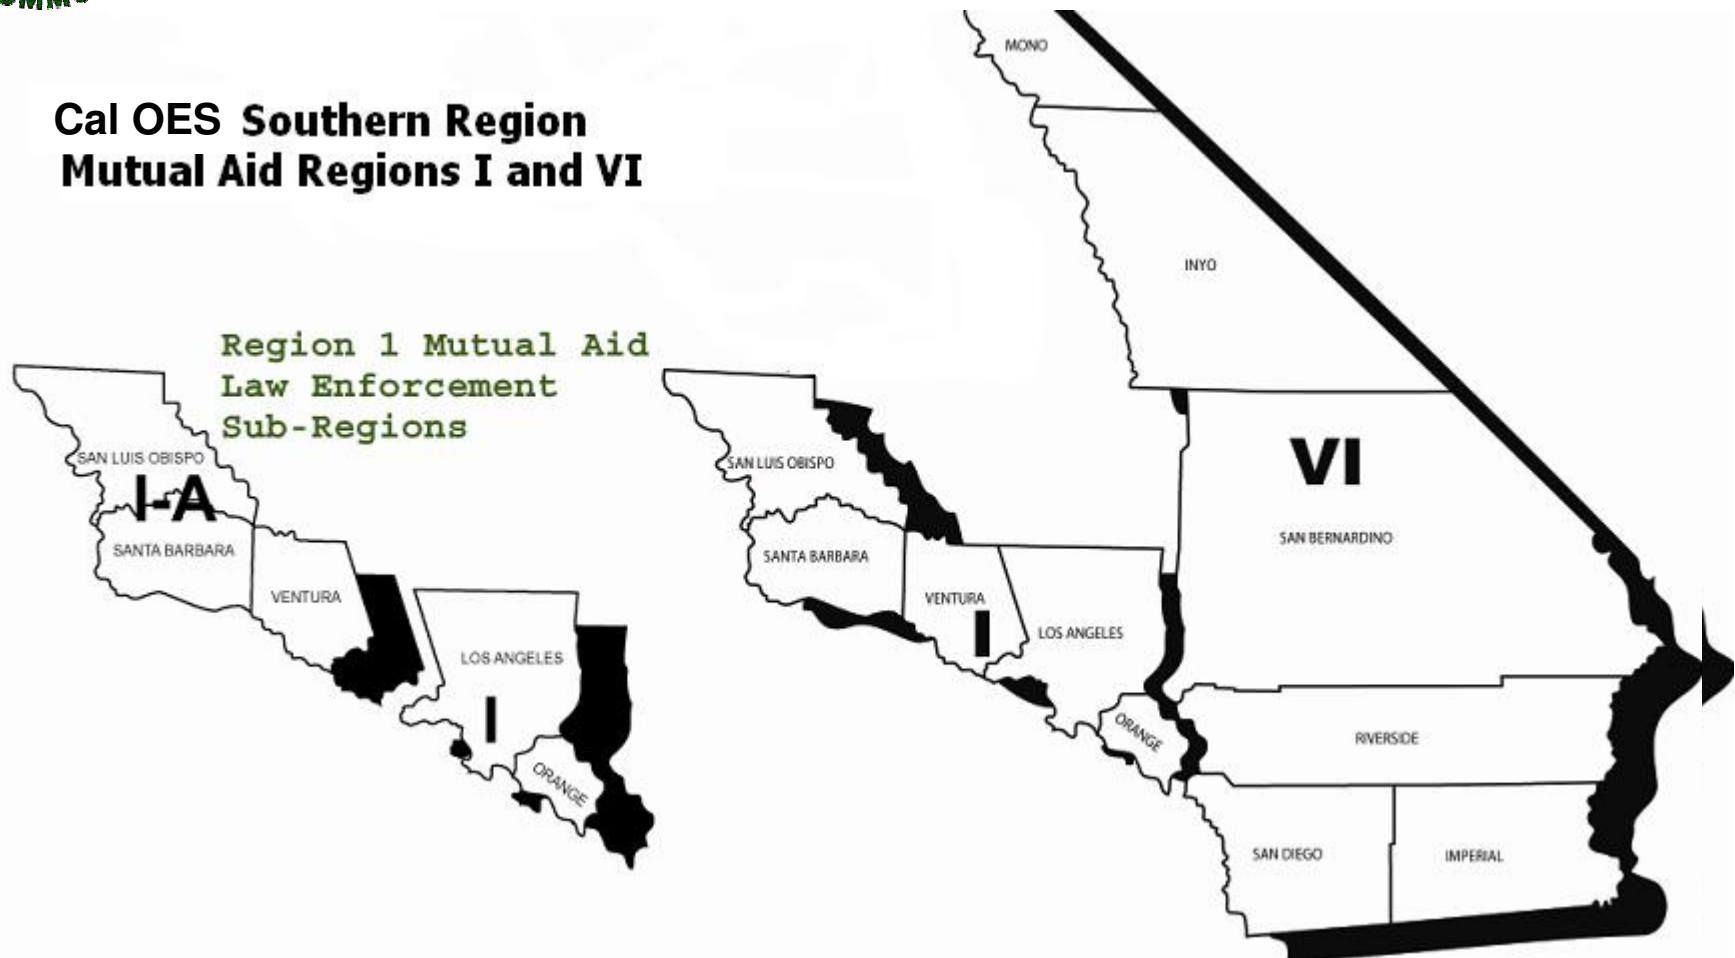 Cal OES Southern Region
Mutual Aid Regions I and VI
MONO
INYO
Region 1 Mutual Aid
Law Enforcement
Sub-Regions
SAN LUIS OBISPO
I-A
SANTA BARBARA
VENTURA
LOS ANGELES
I
ORANGE
SAN LUIS OBISPO
SANTA BARBARA
VENTURA
I
LOS ANGELES
ORANGE
VI
SAN BERNARDINO
RIVERSIDE
SAN DIEGO
IMPERIAL